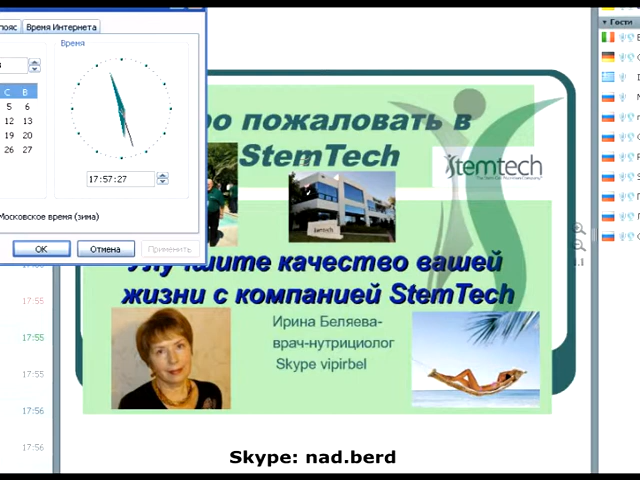 пояс
Время Интернета
Время
С В
5 6
12 13
19 20
26 27
17:57:27
Московское время (зима)
OK
Отмена
Применить
Гости
пожаловать в
StemTech
stemtech
stemtech
Улучшите качество вашей
жизни с компанией StemTech
Ирина Беляева-
врач-нутрициолог
Skype vipirbel
17:55
17:55
17:55
17:56
17:56
Skype: nad.berd